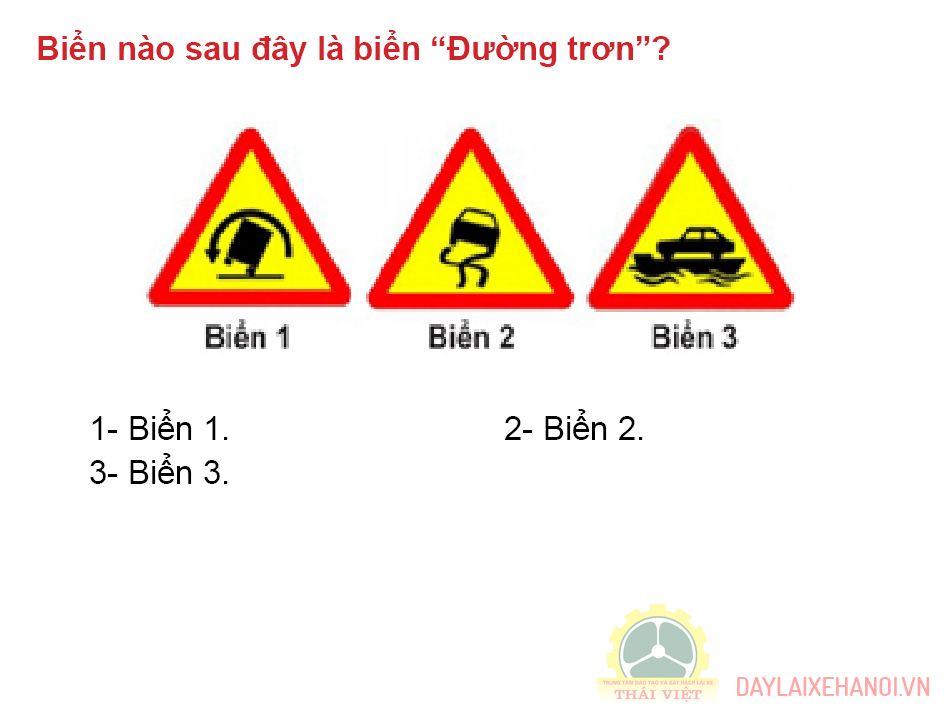 Biển nào sau đây là biển “Đường trơn”?
Biển 1 Biển 2 Biển 3
1- Biển 1. 2- Biển 2.
3- Biển 3.
TRUNG TÂM ĐÀO TẠO VÀ SÁT HẠCH LÁI XE
THÁI VIỆT
DAYLAIXEHANOI.VN